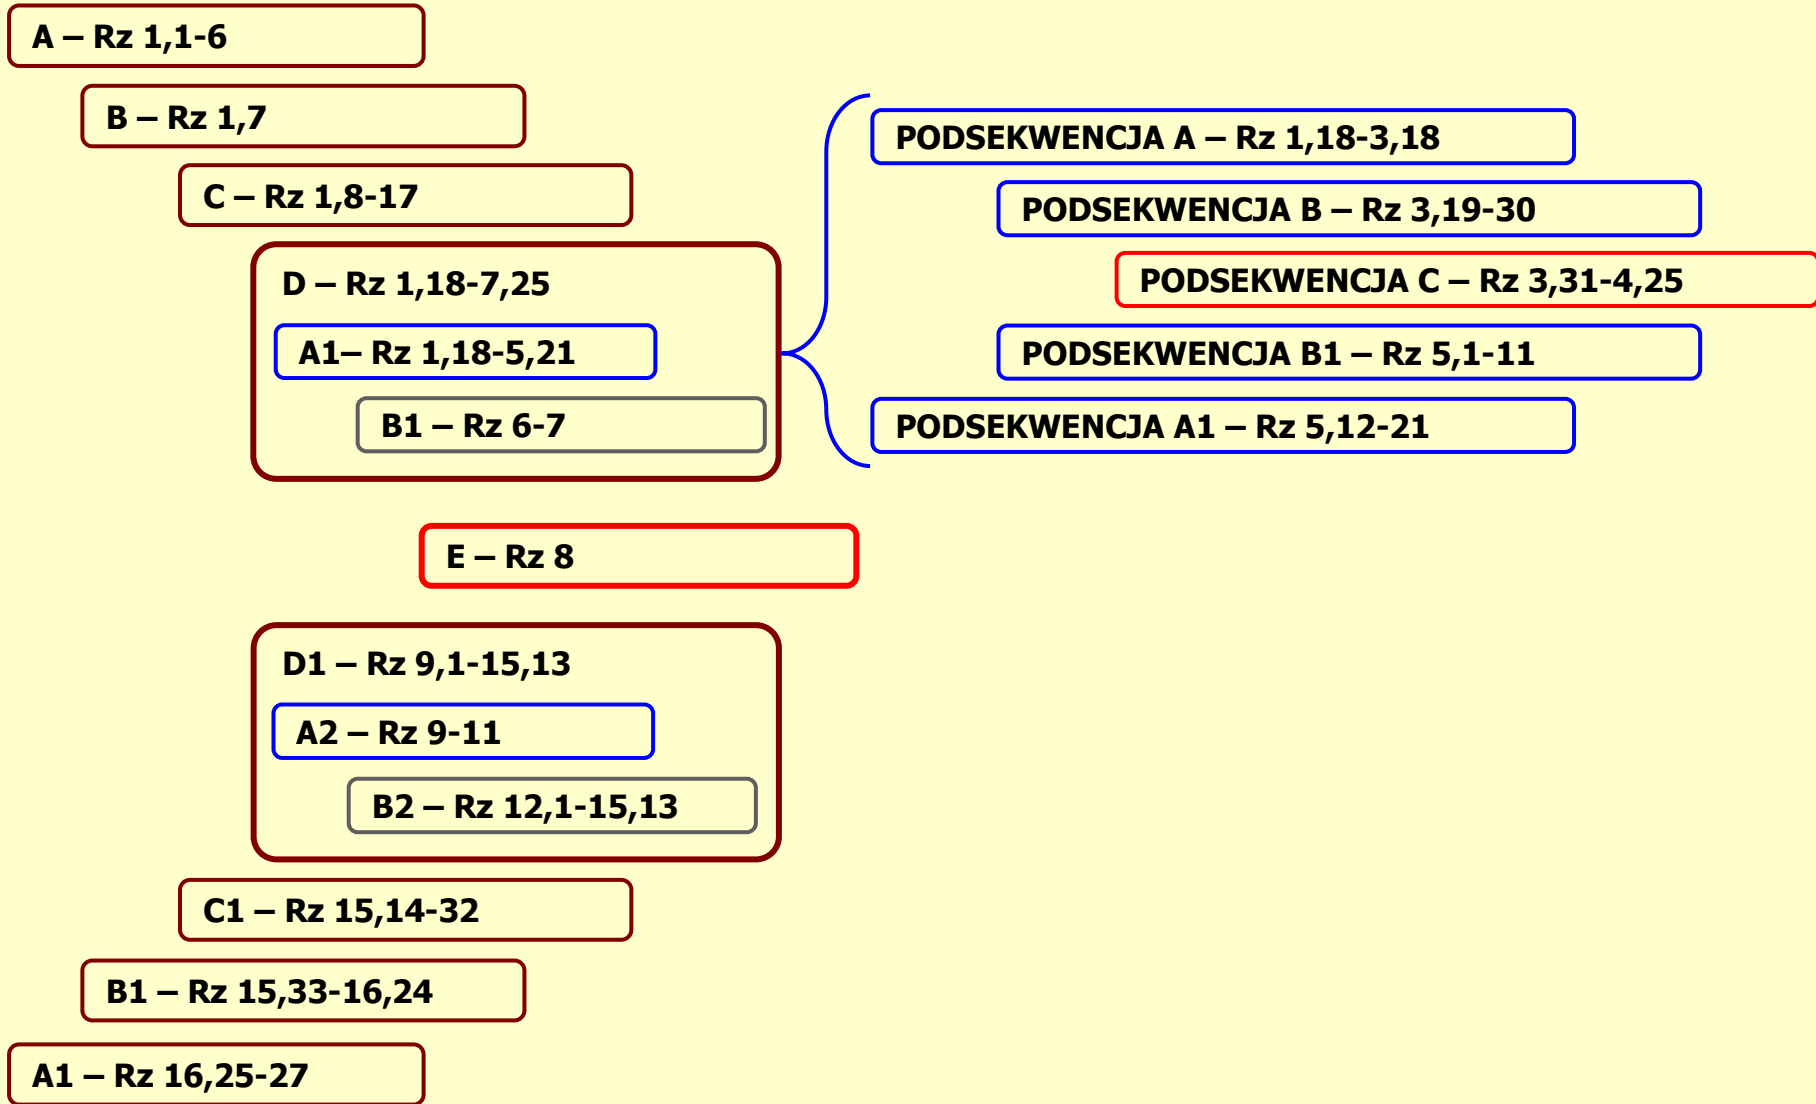 A – Rz 1,1-6
B – Rz 1,7
C – Rz 1,8-17
D – Rz 1,18-7,25
A1– Rz 1,18-5,21
B1 – Rz 6-7
PODSEKWENCJA A – Rz 1,18-3,18
PODSEKWENCJA B – Rz 3,19-30
PODSEKWENCJA C – Rz 3,31-4,25
PODSEKWENCJA B1 – Rz 5,1-11
PODSEKWENCJA A1 – Rz 5,12-21
E – Rz 8
D1 – Rz 9,1-15,13
A2 – Rz 9-11
B2 – Rz 12,1-15,13
C1 – Rz 15,14-32
B1 – Rz 15,33-16,24
A1 – Rz 16,25-27